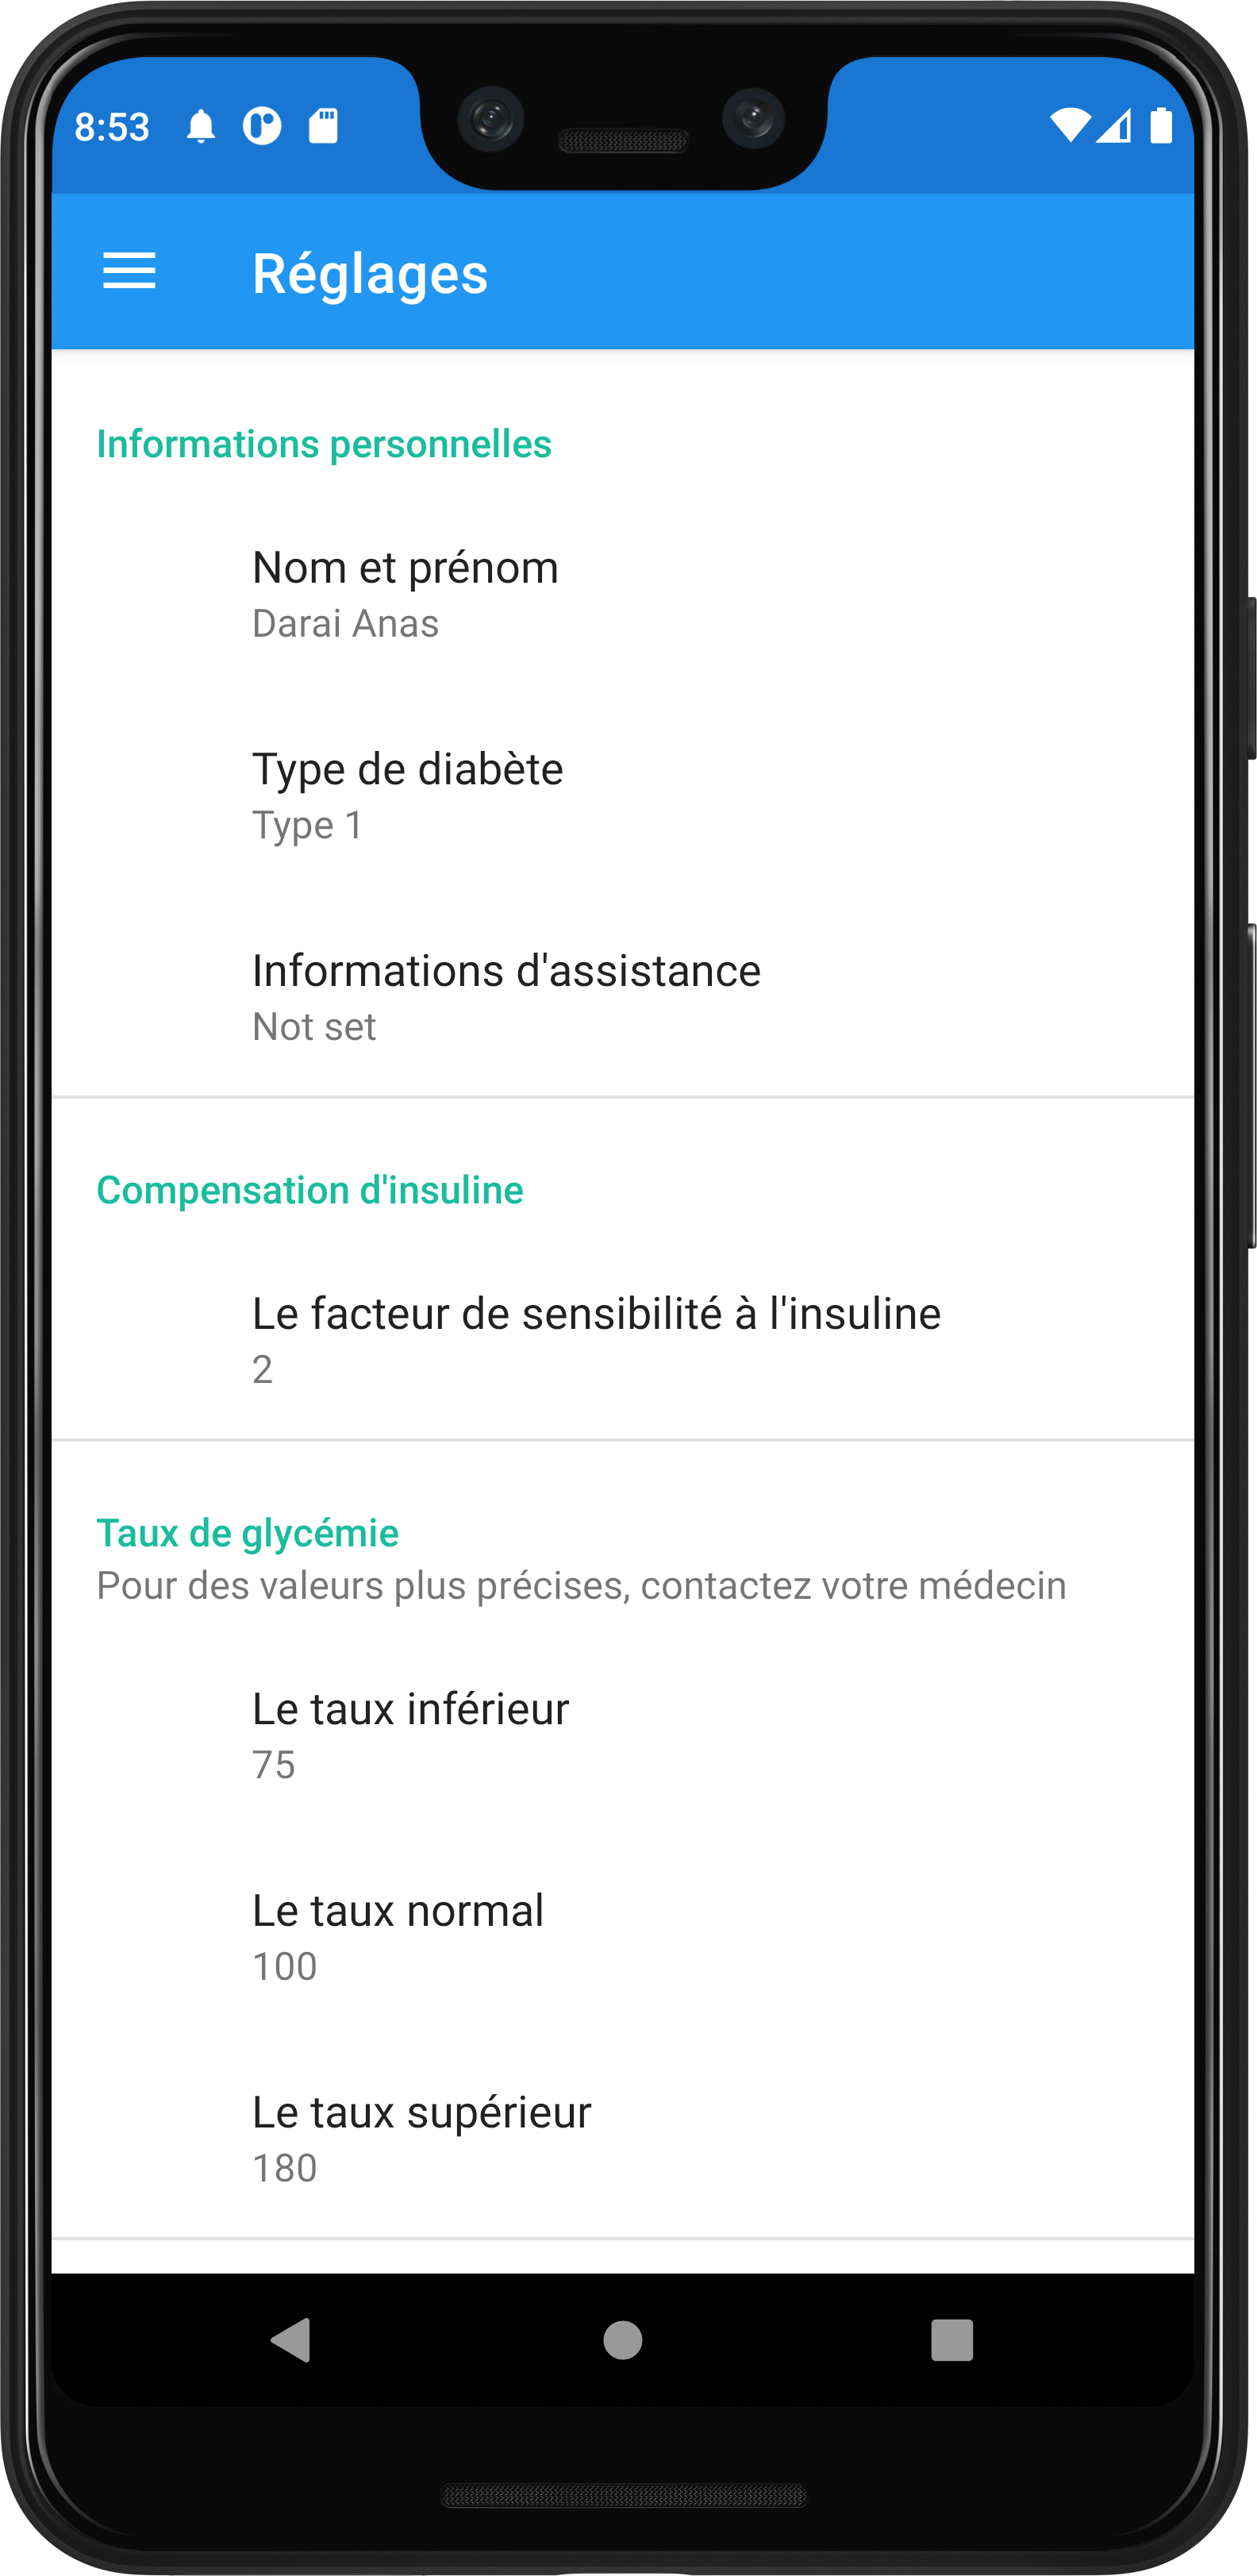 8:53
Réglages
Informations personnelles
Nom et prénom
Darai Anas
Type de diabète
Type 1
Informations d'assistance
Not set
Compensation d'insuline
Le facteur de sensibilité à l'insuline
2
Taux de glycémie
Pour des valeurs plus précises, contactez votre médecin
Le taux inférieur
75
Le taux normal
100
Le taux supérieur
180